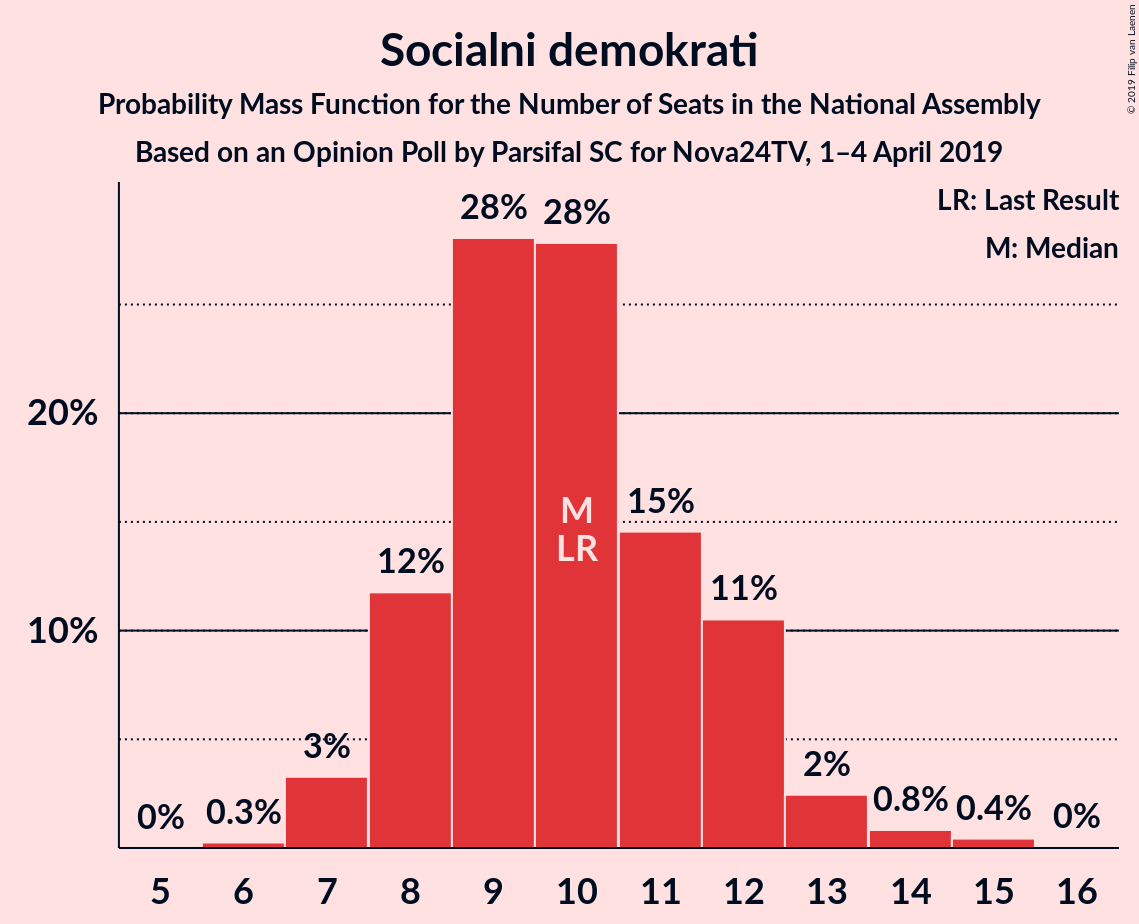 Socialni demokrati
Probability Mass Function for the Number of Seats in the National Assembly
Based on an Opinion Poll by Parsifal SC for Nova24TV, 1–4 April 2019
© 2019 Filip van Laenen
LR: Last Result
M: Median
28%
28%
20%
M
LR
15%
12%
11%
10%
3%
2%
0%
0.3%
0.8%
0.4%
0%
5 6 7 8 9 10 11 12 13 14 15 16